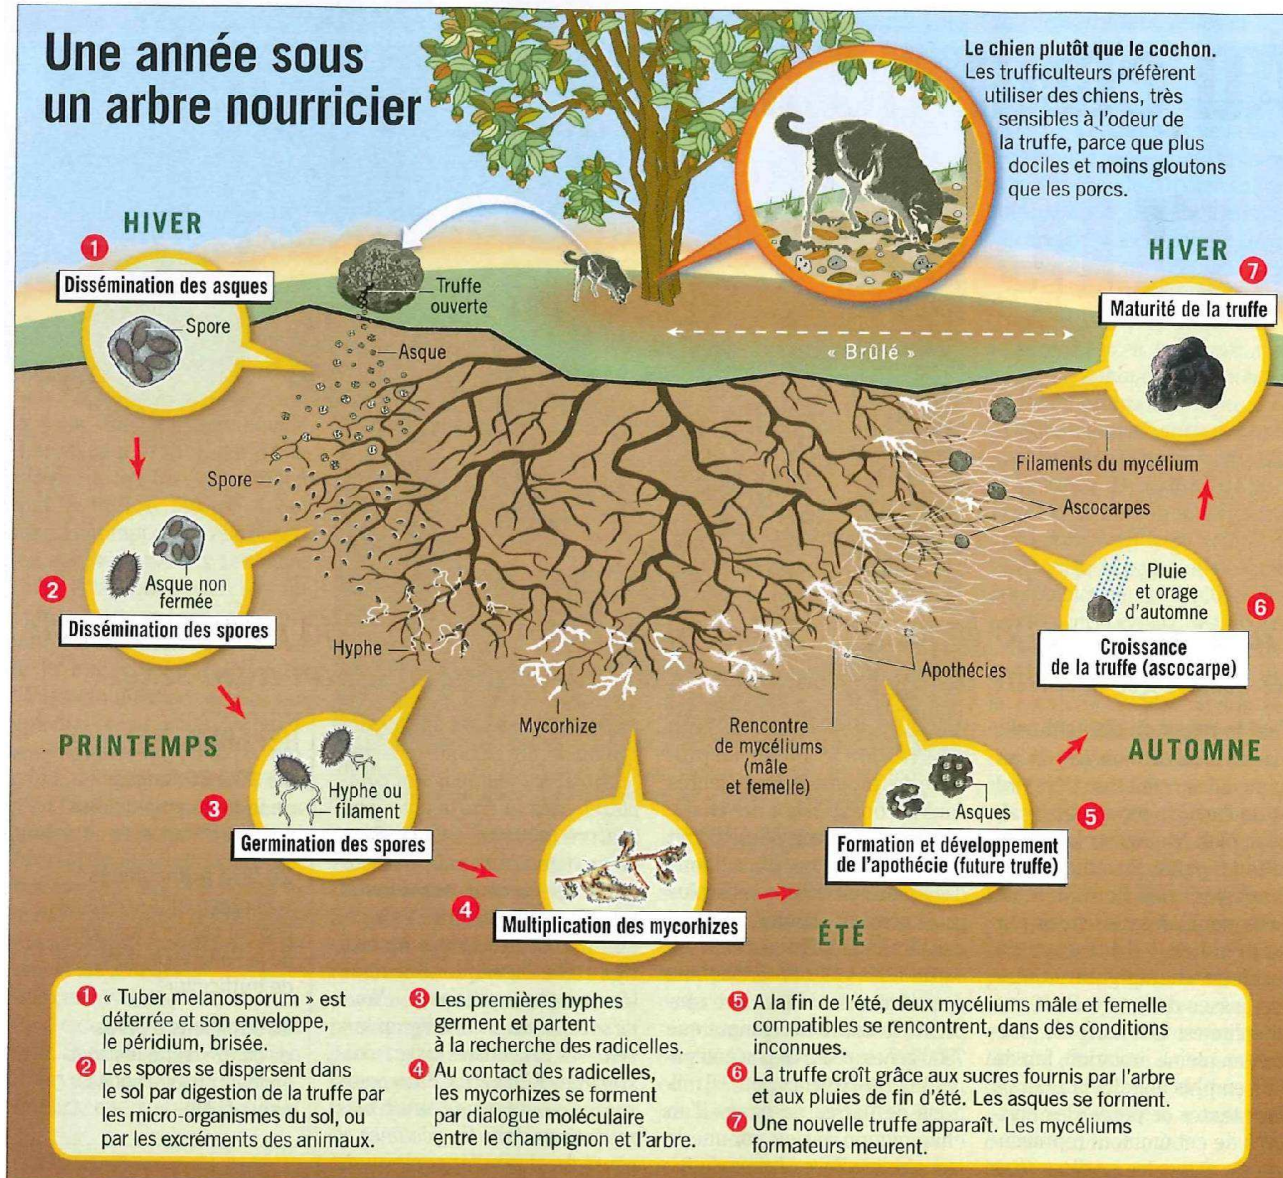 Une année sous
un arbre nourricier
Le chien plutôt que le cochon.
Les trufficulteurs préfèrent
utiliser des chiens, très
sensibles à l'odeur de
la truffe, parce que plus
dociles et moins gloutons
que les porcs.
HIVER
1
Dissémination des asques
Spore
Truffe
ouverte
Asque
« Brûlé »
HIVER
7
Maturité de la truffe
Filaments du mycélium
Ascocarpes
Spore
2
Asque non
fermée
Dissémination des spores
Hyphe
Mycorhize
Rencontre
de mycéliums
(mâle
et femelle)
Apothécies
Pluie
et orage
d'automne
6
Croissance
de la truffe (ascocarpe)
PRINTEMPS
AUTOMNE
3
Hyphe ou
filament
Germination des spores
4
Multiplication des mycorhizes
Asques
5
Formation et développement
de l'apothécie (future truffe)
ÉTÉ
1 « Tuber melanosporum » est
déterrée et son enveloppe,
le péridium, brisée.
2 Les spores se dispersent dans
le sol par digestion de la truffe par
les micro-organismes du sol, ou
par les excréments des animaux.
3 Les premières hyphes
germent et partent
à la recherche des radicelles.
4 Au contact des radicelles,
les mycorhizes se forment
par dialogue moléculaire
entre le champignon et l'arbre.
5 A la fin de l'été, deux mycéliums mâle et femelle
compatibles se rencontrent, dans des conditions
inconnues.
6 La truffe croît grâce aux sucres fournis par l'arbre
et aux pluies de fin d'été. Les asques se forment.
7 Une nouvelle truffe apparaît. Les mycéliums
formateurs meurent.